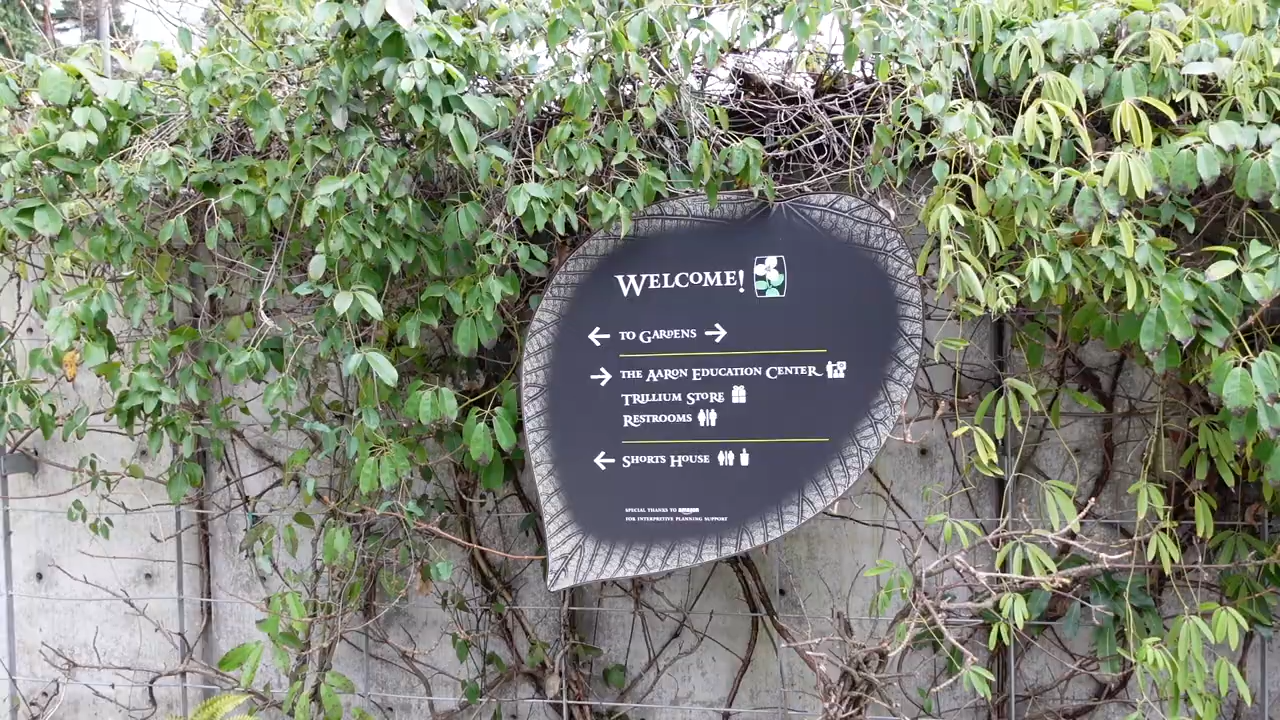 WELCOME!
TO GARDENS
THE AARON EDUCATION CENTER
TRILLIUM STORE
RESTROOMS
SHORTS HOUSE
SPECIAL THANKS TO amazon
FOR INTERPRETIVE PLANNING SUPPORT